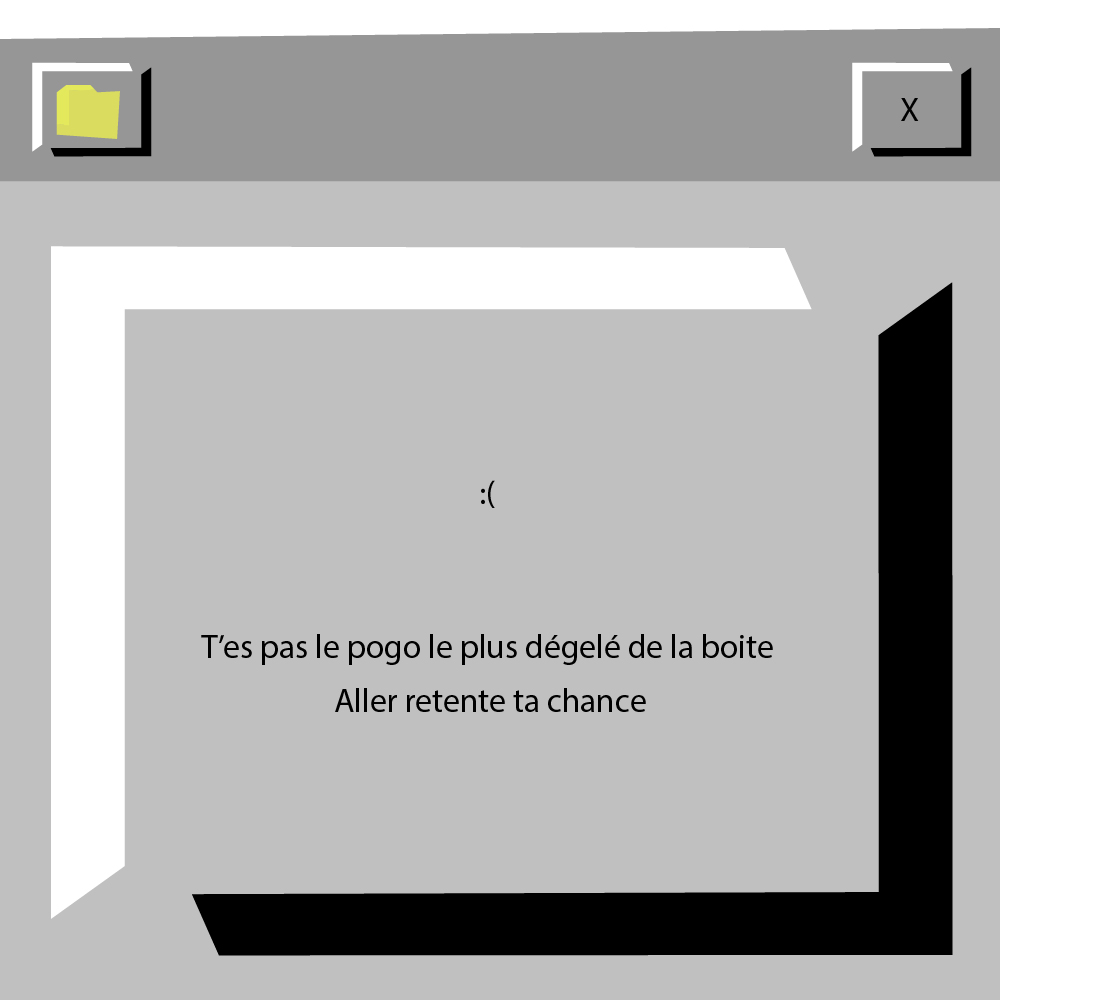 X
:(
T’es pas le pogo le plus dégelé de la boite
Aller retente ta chance